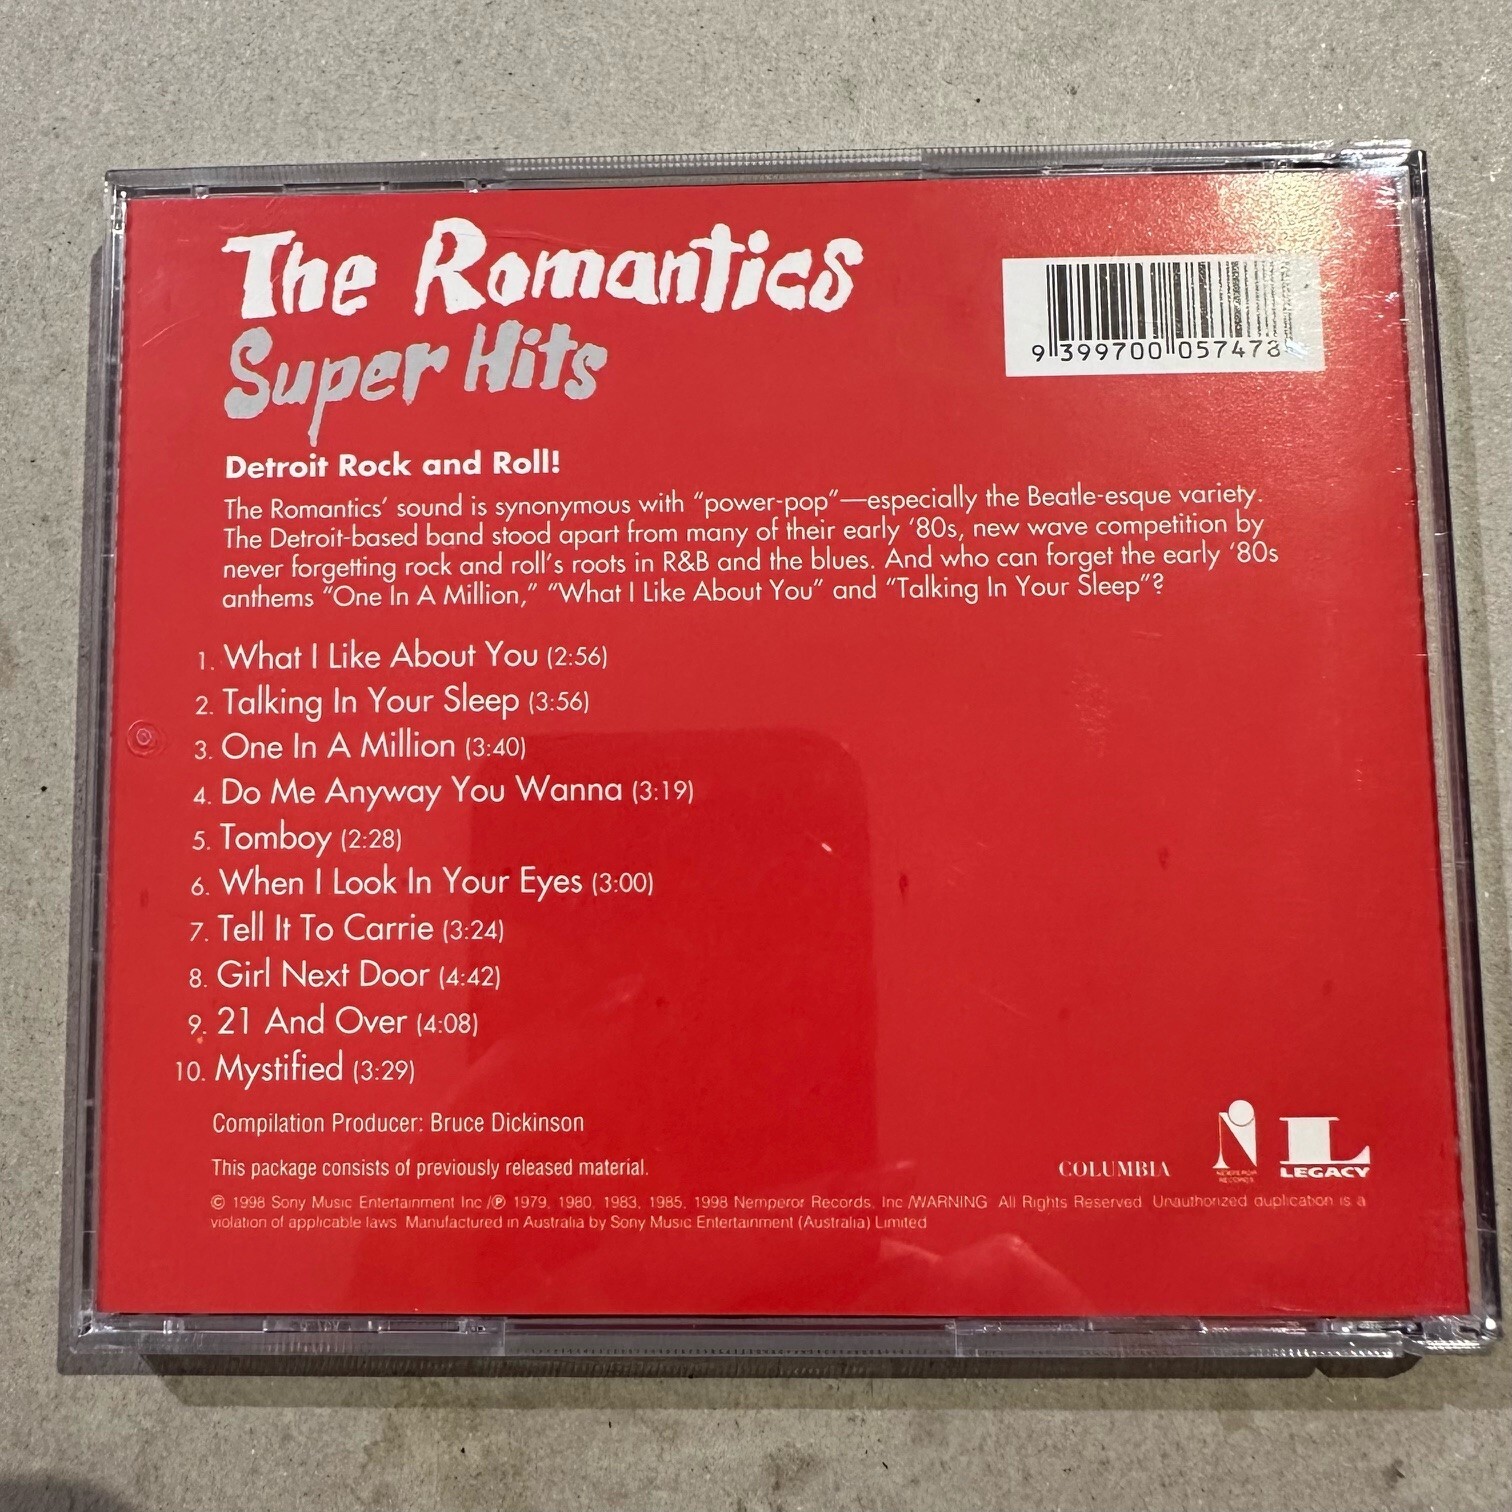 The Romantics
Super Hits
9 399700 057478
Detroit Rock and Roll!
The Romantics' sound is synonymous with "power-pop"—especially the Beatle-esque variety.
The Detroit-based band stood apart from many of their early '80s, new wave competition by
never forgetting rock and roll's roots in R&B and the blues. And who can forget the early '80s
anthems "One In A Million," "What I Like About You" and "Talking In Your Sleep"?
1. What I Like About You (2:56)
2. Talking In Your Sleep (3:56)
3. One In A Million (3:40)
4. Do Me Anyway You Wanna (3:19)
5. Tomboy (2:28)
6. When I Look In Your Eyes (3:00)
7. Tell It To Carrie (3:24)
8. Girl Next Door (4:42)
9. 21 And Over (4:08)
10. Mystified (3:29)
Compilation Producer: Bruce Dickinson
This package consists of previously released material.
COLUMBIA
NEMPEROR
RECORDS
LEGACY
© 1998 Sony Music Entertainment Inc /℗ 1979, 1980, 1983, 1985, 1998 Nemperor Records, Inc /WARNING All Rights Reserved. Unauthorized duplication is a
violation of applicable laws Manufactured in Australia by Sony Music Entertainment (Australia) Limited